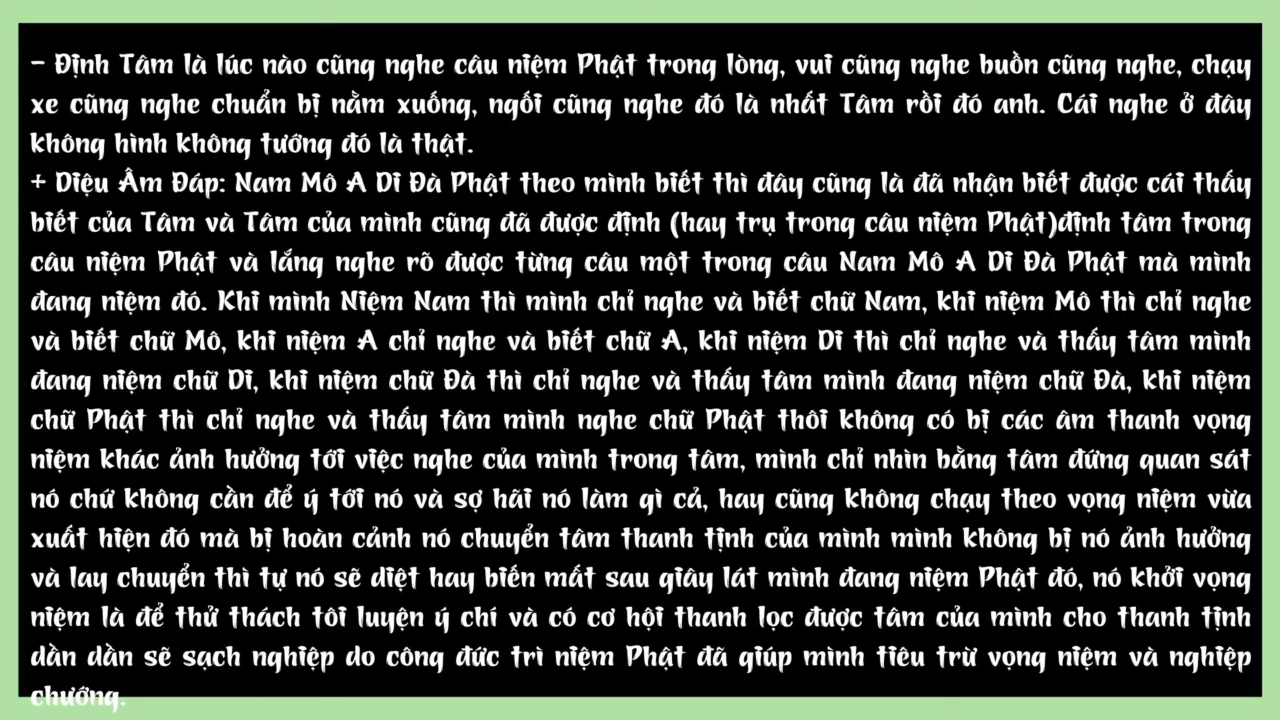 – Định Tâm là lúc nào cũng nghe câu niệm Phật trong lòng, vui cũng nghe buồn cũng nghe, chạy
xe cũng nghe chuẩn bị nằm xuống, ngối cũng nghe đó là nhất Tâm rồi đó anh. Cái nghe ở đây
không hình không tướng đó là thật.
+ Diệu Âm Đáp: Nam Mô A Di Đà Phật theo mình biết thì đây cũng là đã nhận biết được cái thấy
biết của Tâm và Tâm của mình cũng đã được định (hay trụ trong câu niệm Phật)định tâm trong
câu niệm Phật và lắng nghe rõ được từng câu một trong câu Nam Mô A Di Đà Phật mà mình
đang niệm đó. Khi mình Niệm Nam thì mình chỉ nghe và biết chữ Nam, khi niệm Mô thì chỉ nghe
và biết chữ Mô, khi niệm A chỉ nghe và biết chữ A, khi niệm Di thì chỉ nghe và thấy tâm mình
đang niệm chữ Di, khi niệm chữ Đà thì chỉ nghe và thấy tâm mình đang niệm chữ Đà, khi niệm
chữ Phật thì chỉ nghe và thấy tâm mình nghe chữ Phật thôi không có bị các âm thanh vọng
niệm khác ảnh hưởng tới việc nghe của mình trong tâm, mình chỉ nhìn bằng tâm đứng quan sát
nó chứ không cần để ý tới nó và sợ hãi nó làm gì cả, hay cũng không chạy theo vọng niệm vừa
xuất hiện đó mà bị hoàn cảnh nó chuyển tâm thanh tịnh của mình mình không bị nó ảnh hưởng
và lay chuyển thì tự nó sẽ diệt hay biến mất sau giây lát mình đang niệm Phật đó, nó khởi vọng
niệm là để thử thách tôi luyện ý chí và có cơ hội thanh lọc được tâm của mình cho thanh tịnh
dần dần sẽ sạch nghiệp do công đức trì niệm Phật đã giúp mình tiêu trừ vọng niệm và nghiệp
chướng.